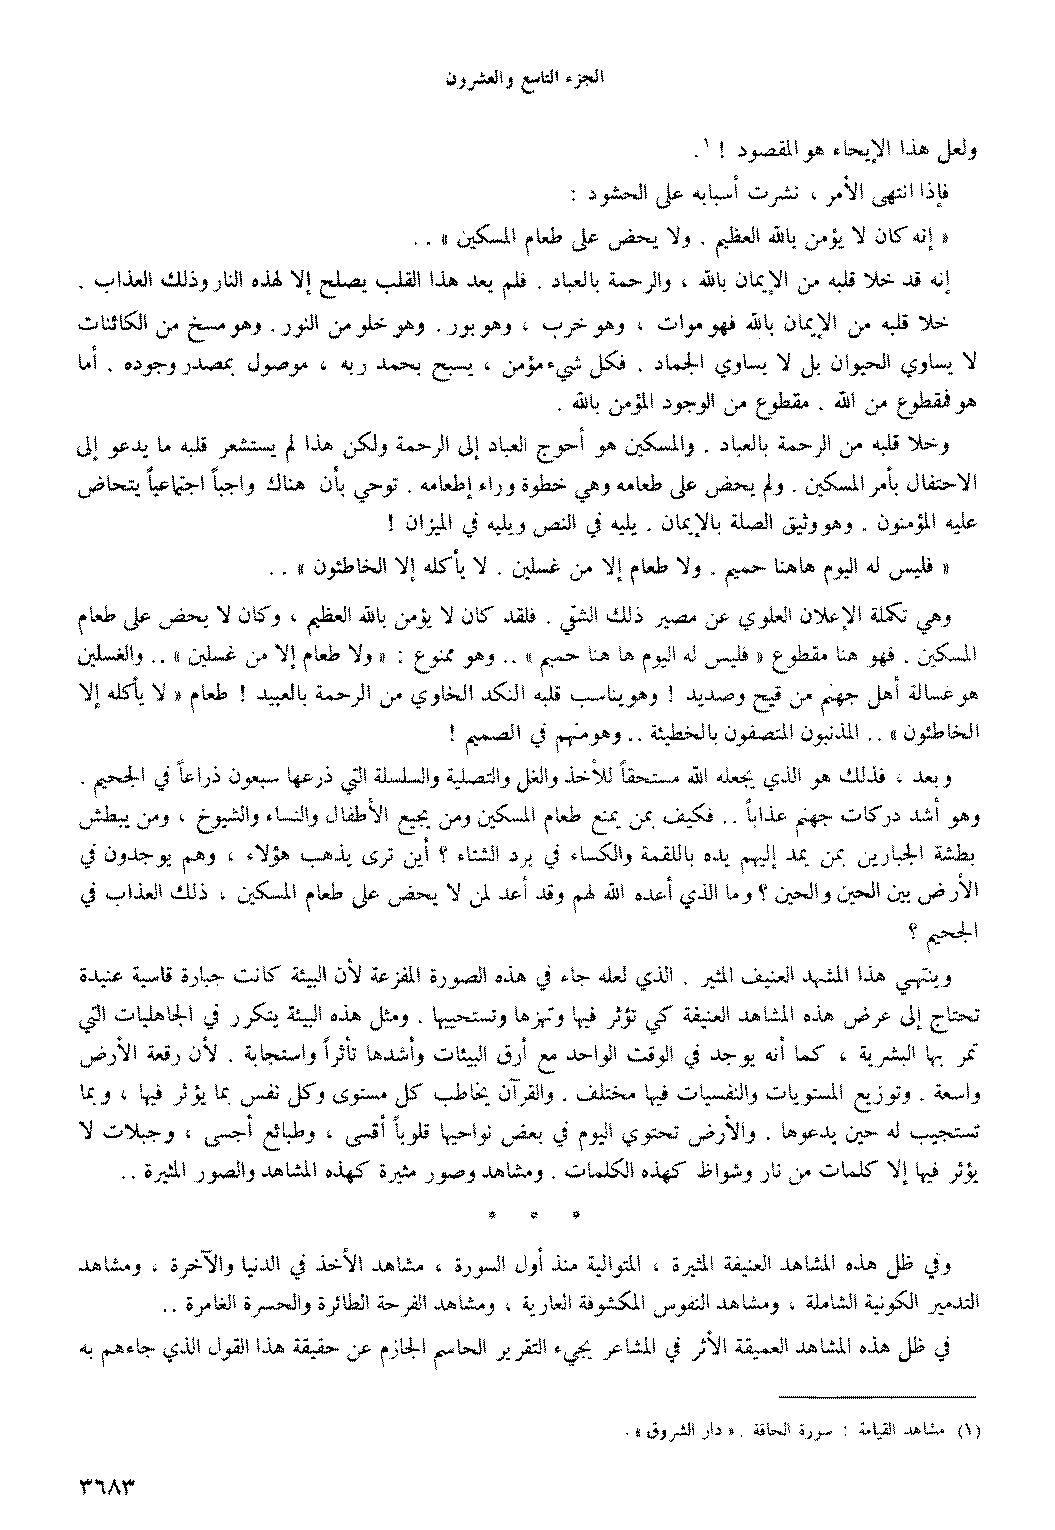 الجزء التاسع والعشرون
ولعل هذا الإيحاء هو المقصود ! ١.
فإذا انتهى الأمر ، نشرت أسبابه على الحشود :
« إنه كان لا يؤمن بالله العظيم . ولا يحض على طعام المسكين » . .
إنه قد خلا قلبه من الإيمان بالله ، والرحمة بالعباد . فلم يعد هذا القلب يصلح إلا لهذه النار وذلك العذاب .
خلا قلبه من الإيمان بالله فهو موات ، وهو خرب ، وهو بور . وهو خلو من النور . وهو مسخ من الكائنات
لا يساوي الحيوان بل لا يساوي الجماد . فكل شيء مؤمن ، يسبح بحمد ربه ، موصول بمصدر وجوده . أما
هو فمقطوع من الله . مقطوع من الوجود المؤمن بالله .
وخلا قلبه من الرحمة بالعباد . والمسكين هو أحوج العباد إلى الرحمة ولكن هذا لم يستشعر قلبه ما يدعو إلى
الاحتفال بأمر المسكين . ولم يحض على طعامه وهي خطوة وراء إطعامه . توحي بأن هناك واجباً اجتماعياً يتحاض
عليه المؤمنون . وهو وثيق الصلة بالإيمان . يليه في النص ويليه في الميزان !
« فليس له اليوم هاهنا حميم . ولا طعام إلا من غسلين . لا يأكله إلا الخاطئون » . .
وهي تكملة الإعلان العلوي عن مصير ذلك الشقي . فلقد كان لا يؤمن بالله العظيم ، وكان لا يحض على طعام
المسكين . فهو هنا مقطوع « فليس له اليوم ها هنا حميم » .. وهو ممنوع : « ولا طعام إلا من غسلين » .. والغسلين
هو غسالة أهل جهنم من قيح وصديد ! وهو يناسب قلبه النكد الخاوي من الرحمة بالعبيد ! طعام « لا يأكله إلا
الخاطئون » .. المذنبون المتصفون بالخطيئة .. وهو منهم في الصميم !
وبعد ، فذلك هو الذي يجعله الله مستحقاً للأخذ والغل والتصلية والسلسلة التي ذرعها سبعون ذراعاً في الجحيم .
وهو أشد دركات جهنم عذاباً .. فكيف بمن يمنع طعام المسكين ومن يجيع الأطفال والنساء والشيوخ ، ومن يبطش
بطشة الجبارين بمن يمد إليهم يده باللقمة والكساء في برد الشتاء ؟ أين ترى يذهب هؤلاء ، وهم يوجدون في
الأرض بين الحين والحين ؟ وما الذي أعده الله لهم وقد أعد لمن لا يحض على طعام المسكين ، ذلك العذاب في
الجحيم ؟
وينتهي هذا المشهد العنيف المثير . الذي لعله جاء في هذه الصورة المفزعة لأن البيئة كانت جبارة قاسية عنيدة
تحتاج إلى عرض هذه المشاهد العنيفة كي تؤثر فيها وتهزها وتستحييها . ومثل هذه البيئة يتكرر في الجاهليات التي
تمر بها البشرية ، كما أنه يوجد في الوقت الواحد مع أرق البيئات وأشدها تأثراً واستجابة . لأن رقعة الأرض
واسعة . وتوزيع المستويات والنفسيات فيها مختلف . والقرآن يخاطب كل مستوى وكل نفس بما يؤثر فيها ، وبما
تستجيب له حين يدعوها . والأرض تحتوي اليوم في بعض نواحيها قلوباً أقسى ، وطبائع أجسى ، وجبلات لا
يؤثر فيها إلا كلمات من نار وشواظ كهذه الكلمات . ومشاهد وصور مثيرة كهذه المشاهد والصور المثيرة . .
* * *
وفي ظل هذه المشاهد العنيفة المثيرة ، المتوالية منذ أول السورة ، مشاهد الأخذ في الدنيا والآخرة ، ومشاهد
التدمير الكونية الشاملة ، ومشاهد النفوس المكشوفة العارية ، ومشاهد الفرحة الطائرة والحسرة الغامرة ..
في ظل هذه المشاهد العميقة الأثر في المشاعر يجيء التقرير الحاسم الجازم عن حقيقة هذا القول الذي جاءهم به
(١) مشاهد القيامة : سورة الحاقة . « دار الشروق » .
٣٦٨٣